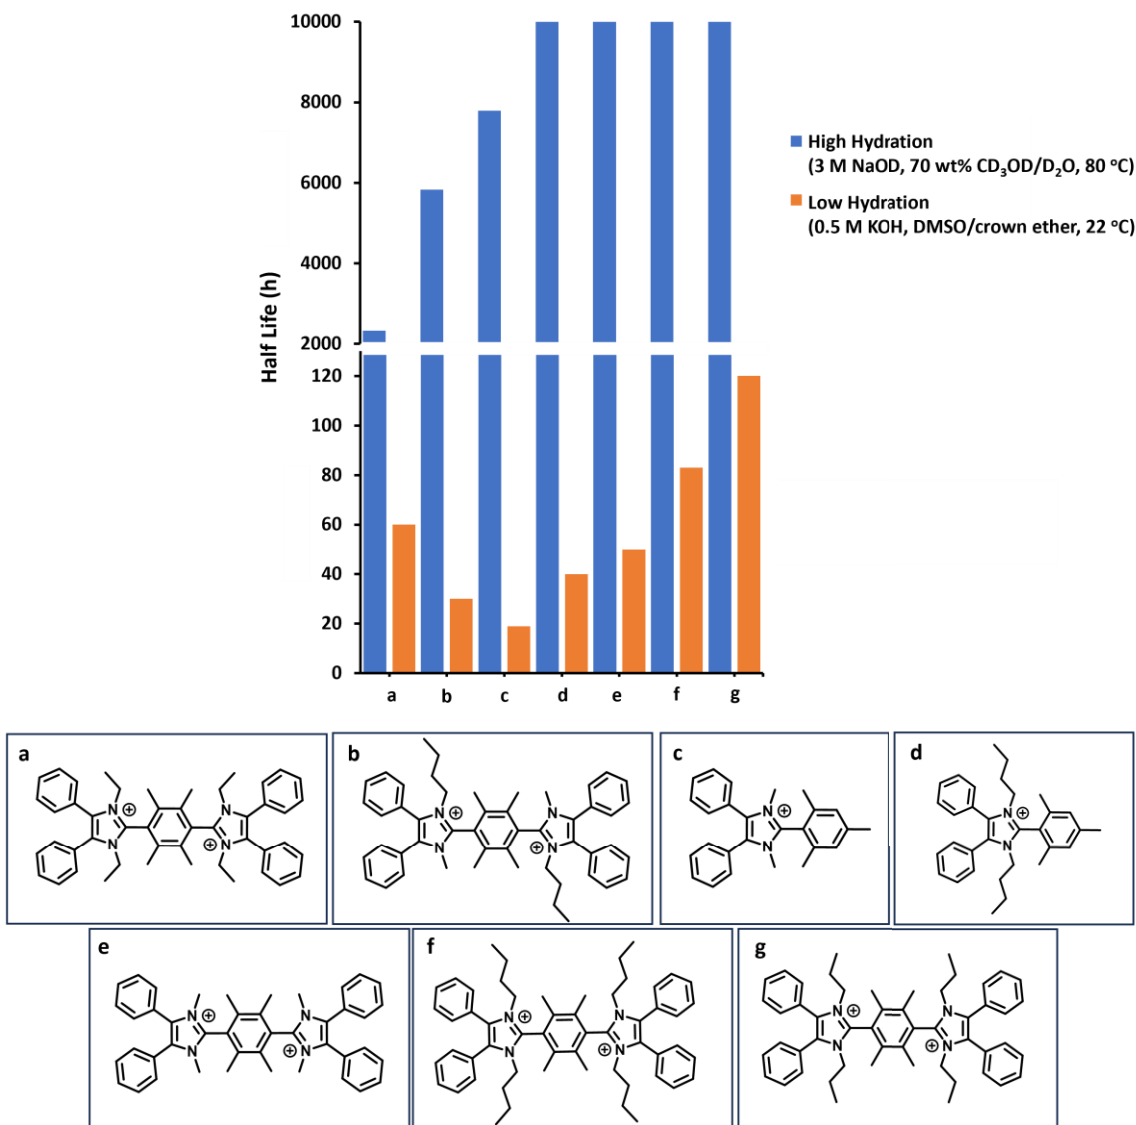 10000
8000
6000
4000
2000
120
100
80
60
40
20
0
Half Life (h)
a b c d e f g
High Hydration
(3 M NaOD, 70 wt% CD3OD/D2O, 80 °C)
Low Hydration
(0.5 M KOH, DMSO/crown ether, 22 °C)
a
N
⊕
N
N
⊕
N
b
N
⊕
N
N
⊕
N
c
N
⊕
N
d
N
⊕
N
e
N
⊕
N
N
⊕
N
f
N
⊕
N
N
⊕
N
g
N
⊕
N
N
⊕
N